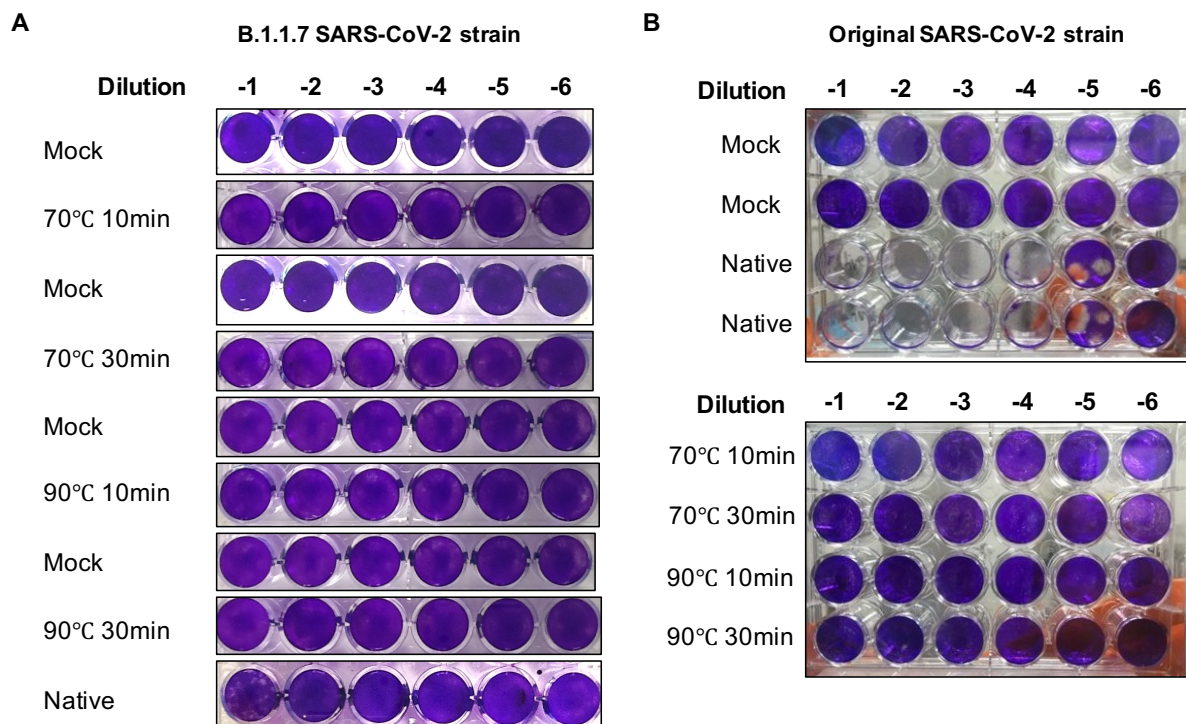 A
B.1.1.7 SARS-CoV-2 strain
Dilution -1 -2 -3 -4 -5 -6
Mock
70℃ 10min
Mock
70℃ 30min
Mock
90℃ 10min
Mock
90℃ 30min
Native
B
Original SARS-CoV-2 strain
Dilution -1 -2 -3 -4 -5 -6
Mock
Mock
Native
Native
Dilution -1 -2 -3 -4 -5 -6
70℃ 10min
70℃ 30min
90℃ 10min
90℃ 30min